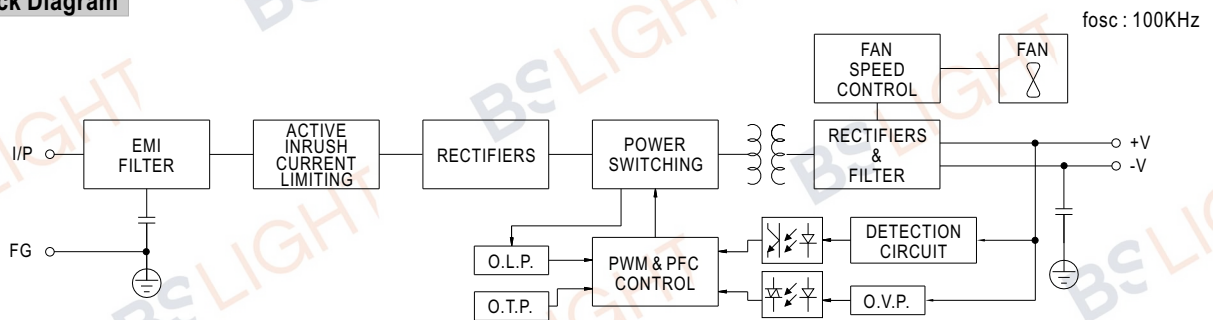 ck Diagram
fosc : 100KHz
FAN
SPEED
CONTROL
FAN
I/P
EMI
FILTER
ACTIVE
INRUSH
CURRENT
LIMITING
RECTIFIERS
POWER
SWITCHING
RECTIFIERS
&
FILTER
+V
-V
FG
O.L.P.
O.T.P.
PWM & PFC
CONTROL
DETECTION
CIRCUIT
O.V.P.
BSLIGHT
BSLIGHT
BSLIGHT